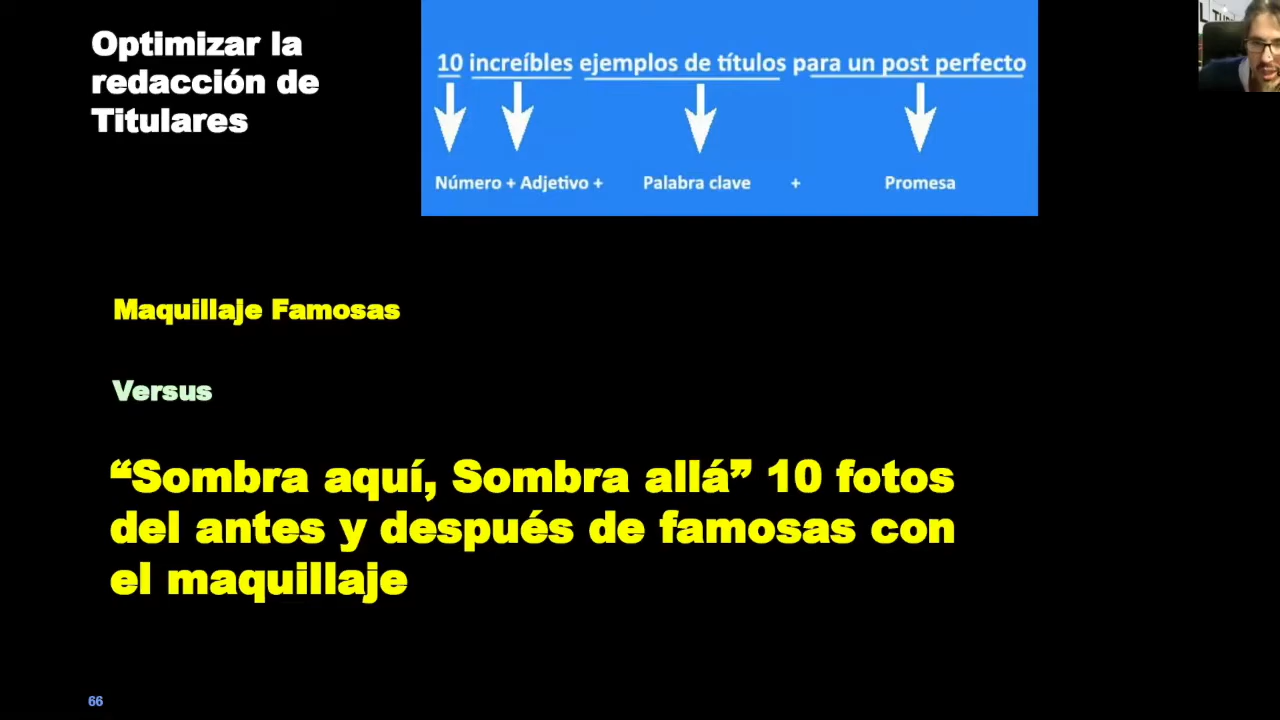 Optimizar la
redacción de
Titulares
10 increíbles ejemplos de títulos para un post perfecto
Número + Adjetivo + Palabra clave + Promesa
Maquillaje Famosas
Versus
“Sombra aquí, Sombra allá” 10 fotos
del antes y después de famosas con
el maquillaje
66